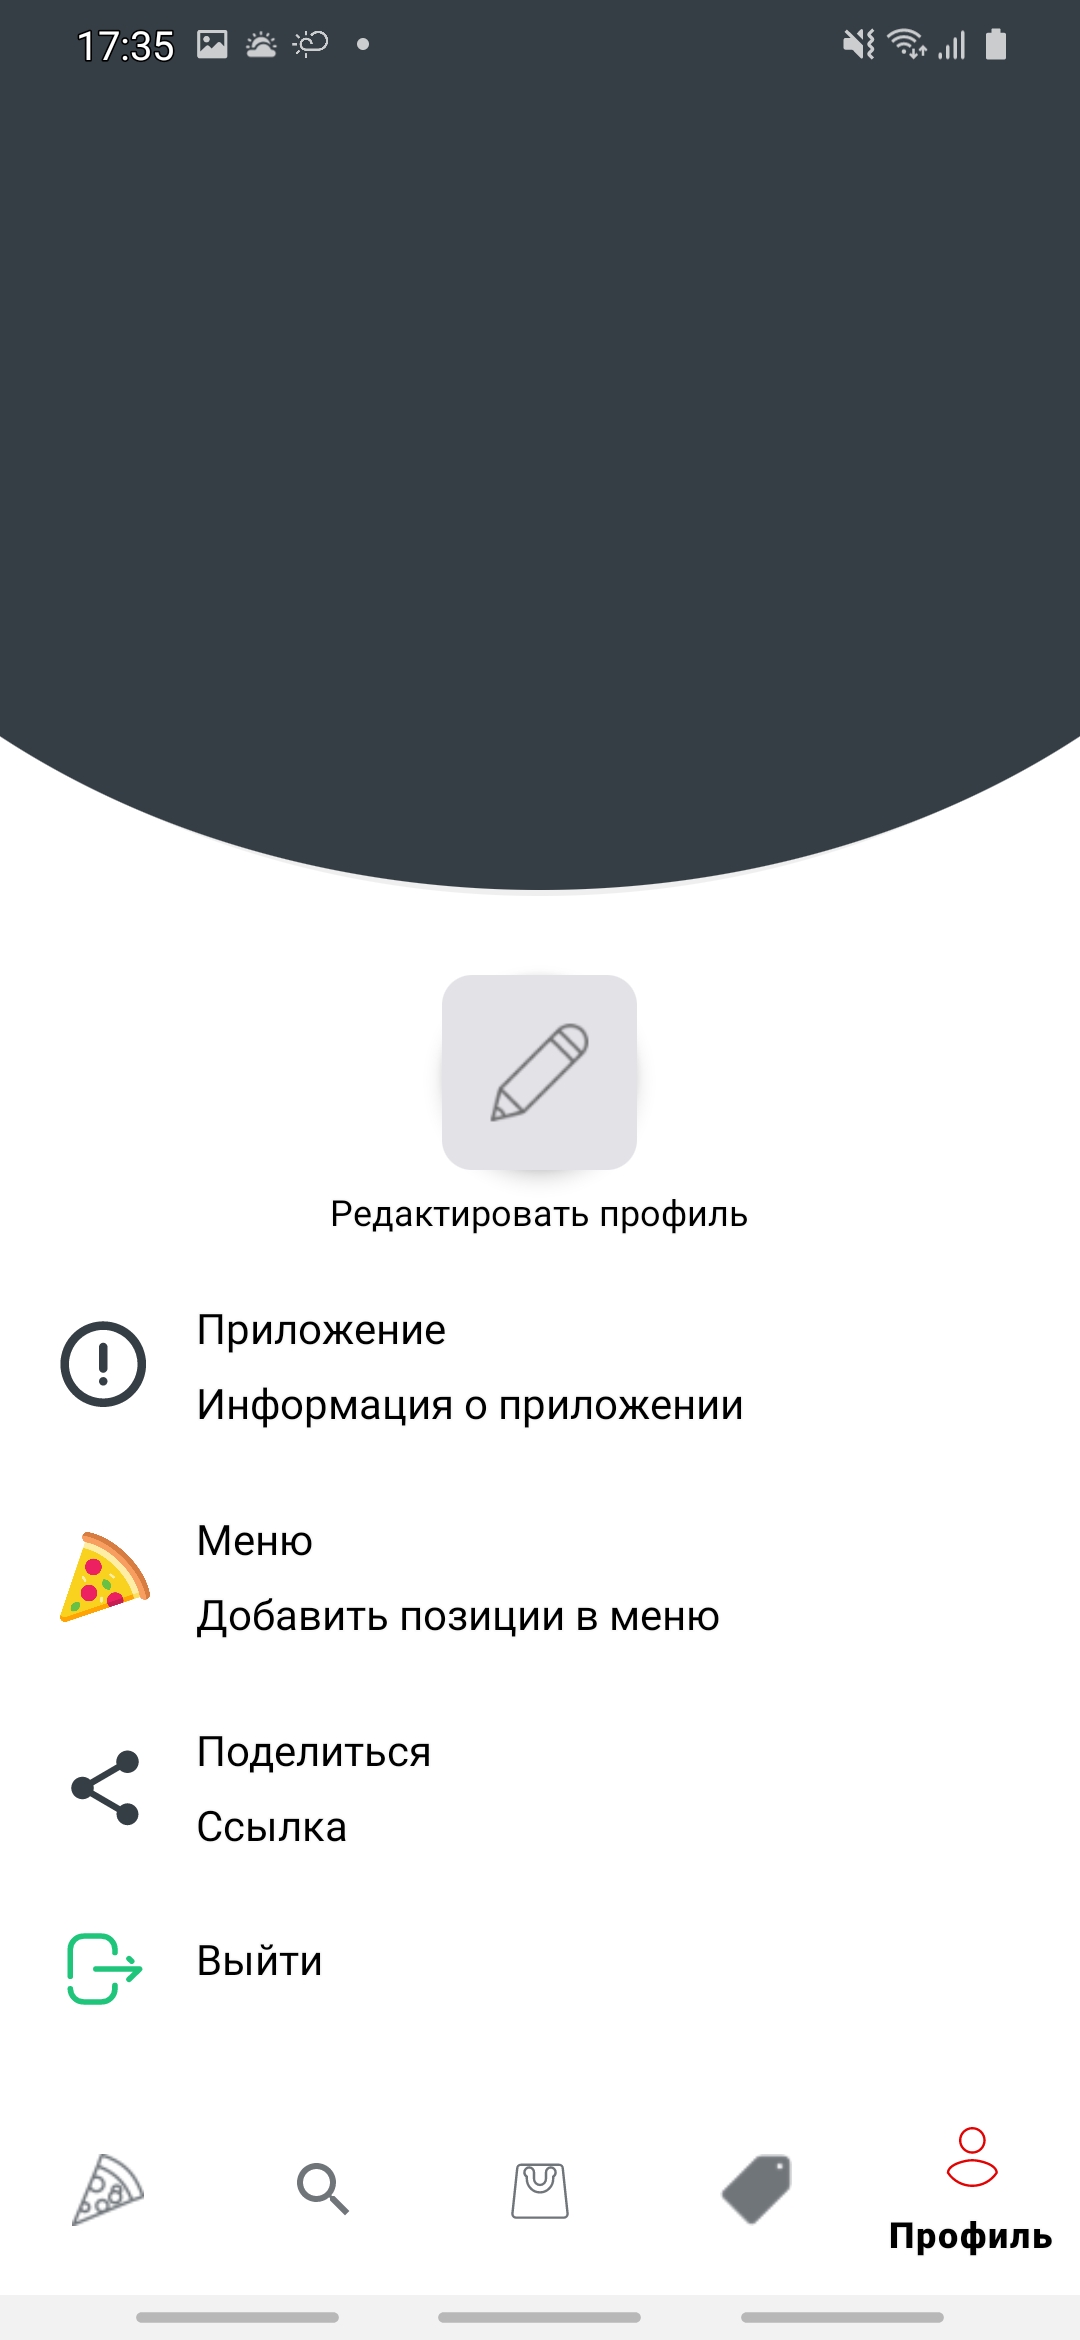 17:35
Редактировать профиль
Приложение
Информация о приложении
Меню
Добавить позиции в меню
Поделиться
Ссылка
Выйти
Профиль